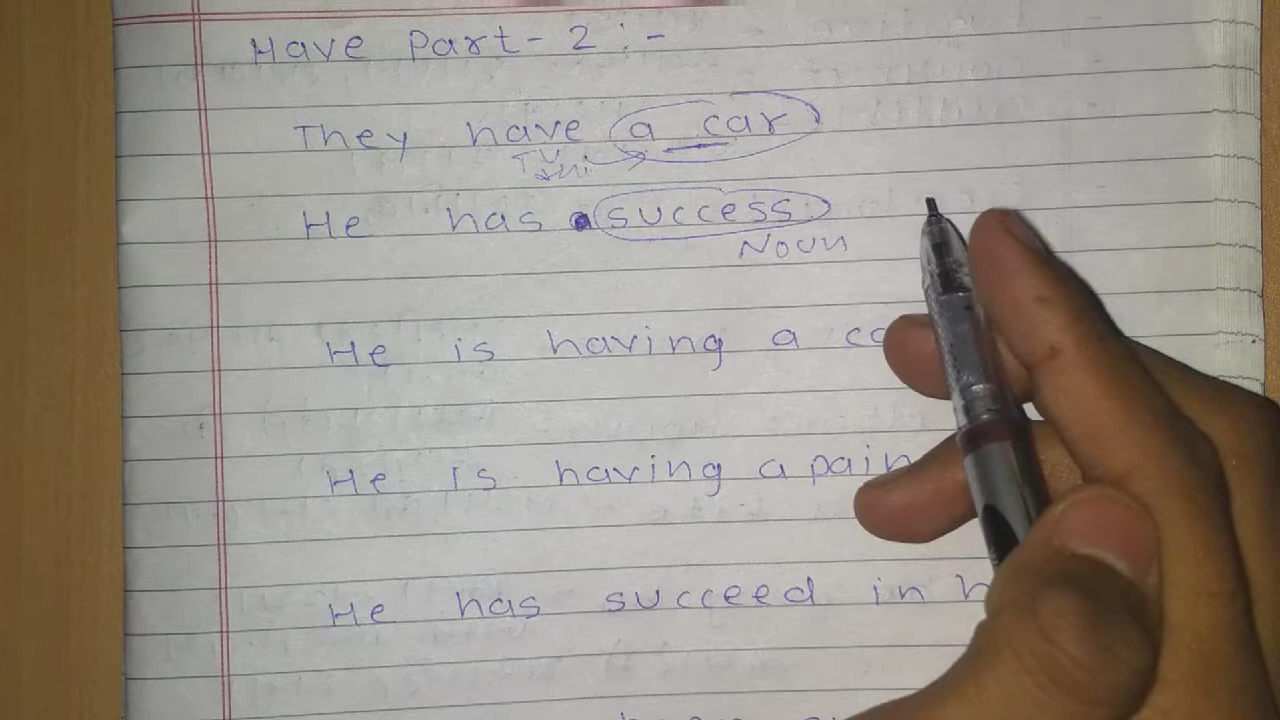 Have Part-2 :-
They have a car
TV
He has success
Noun
He is having a
He is having a pain
He has succeed in